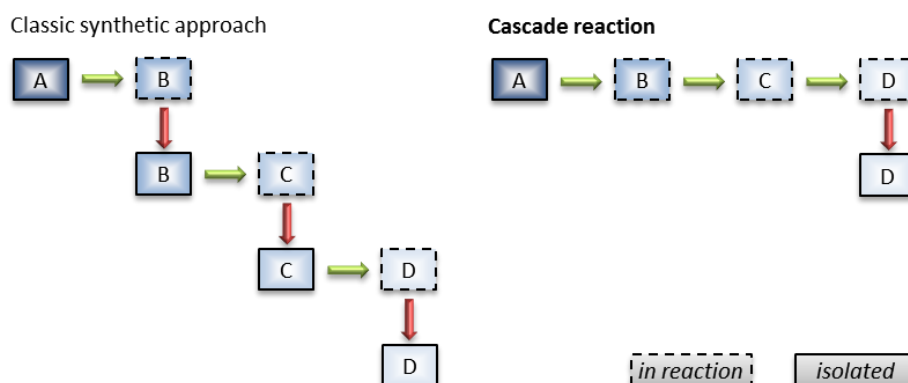 Classic synthetic approach
A
B
B
C
C
D
D
Cascade reaction
A
B
C
D
D
in reaction
isolated